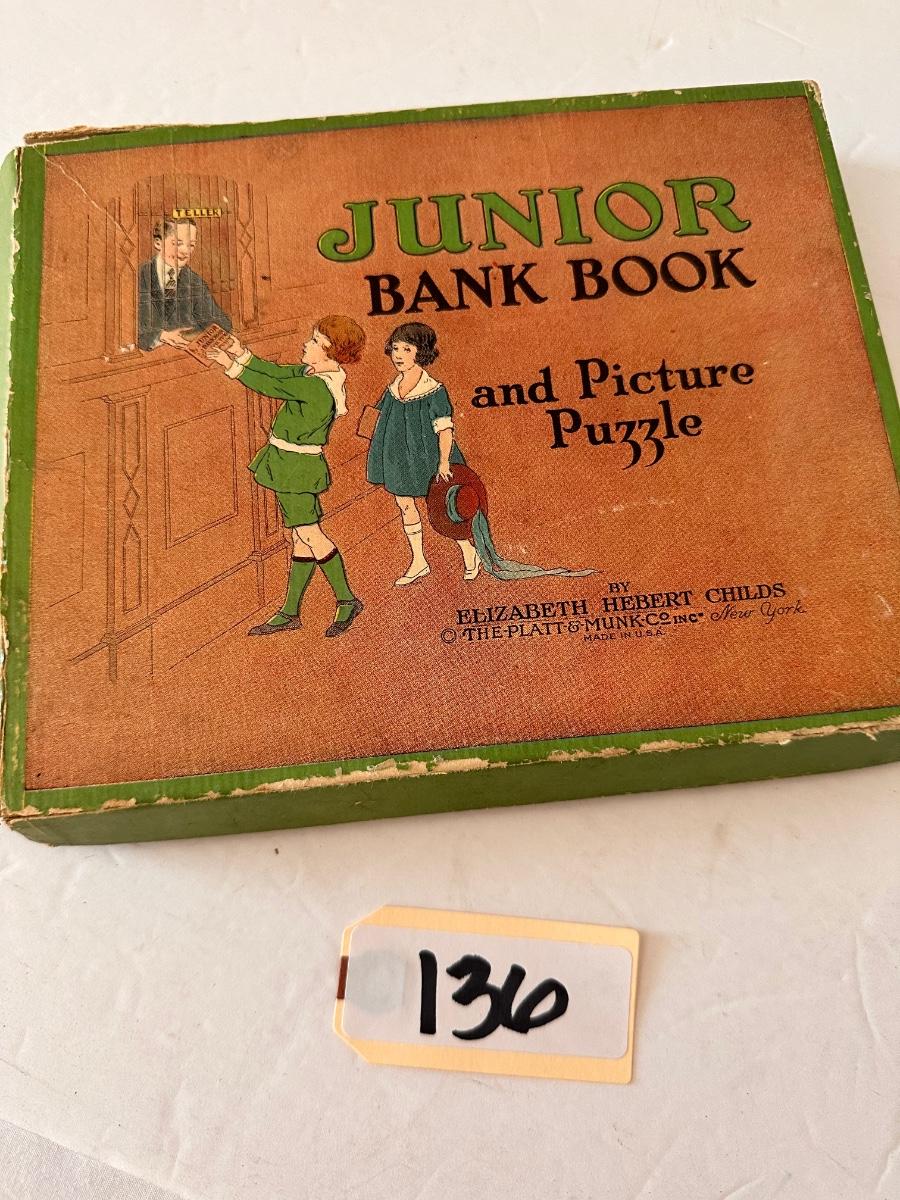 TELLER
JUNIOR
BANK BOOK
and Picture
Puzzle
JUNIOR
BY
ELIZABETH HEBERT CHILDS
© THE·PLATT·&·MUNK·Co INC· New York.
MADE IN U.S.A.
136